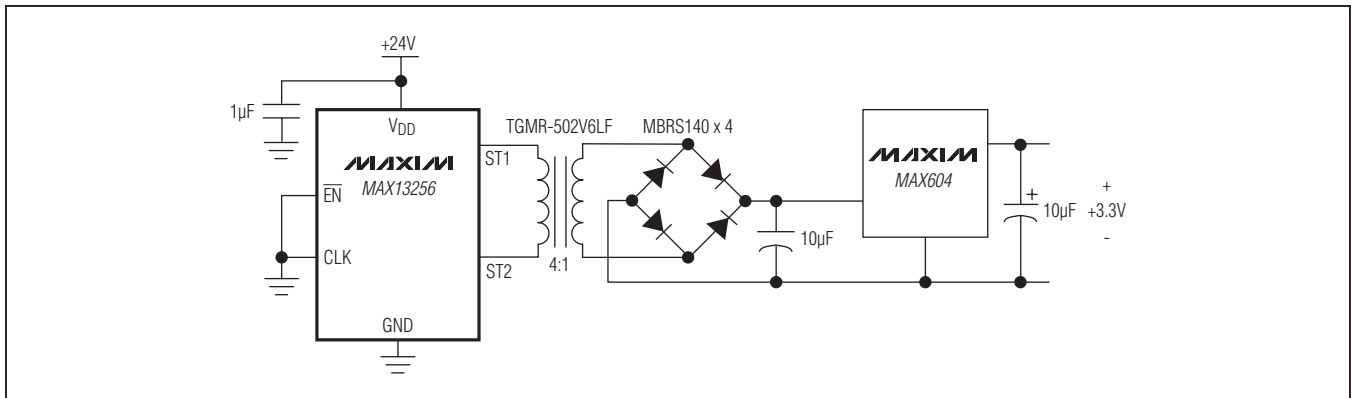 +24V
1µF
VDD
MAXIM
MAX13256
EN
CLK
GND
ST1
ST2
TGMR-502V6LF
4:1
MBRS140 x 4
10µF
MAXIM
MAX604
+
10µF
+
+3.3V
-